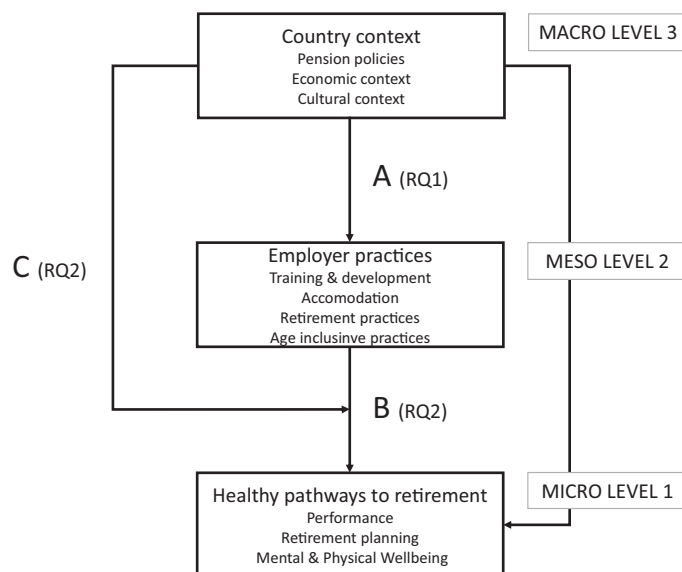 Country context
Pension policies
Economic context
Cultural context
MACRO LEVEL 3
A (RQ1)
C (RQ2)
Employer practices
Training & development
Accomodation
Retirement practices
Age inclusinve practices
MESO LEVEL 2
B (RQ2)
Healthy pathways to retirement
Performance
Retirement planning
Mental & Physical Wellbeing
MICRO LEVEL 1